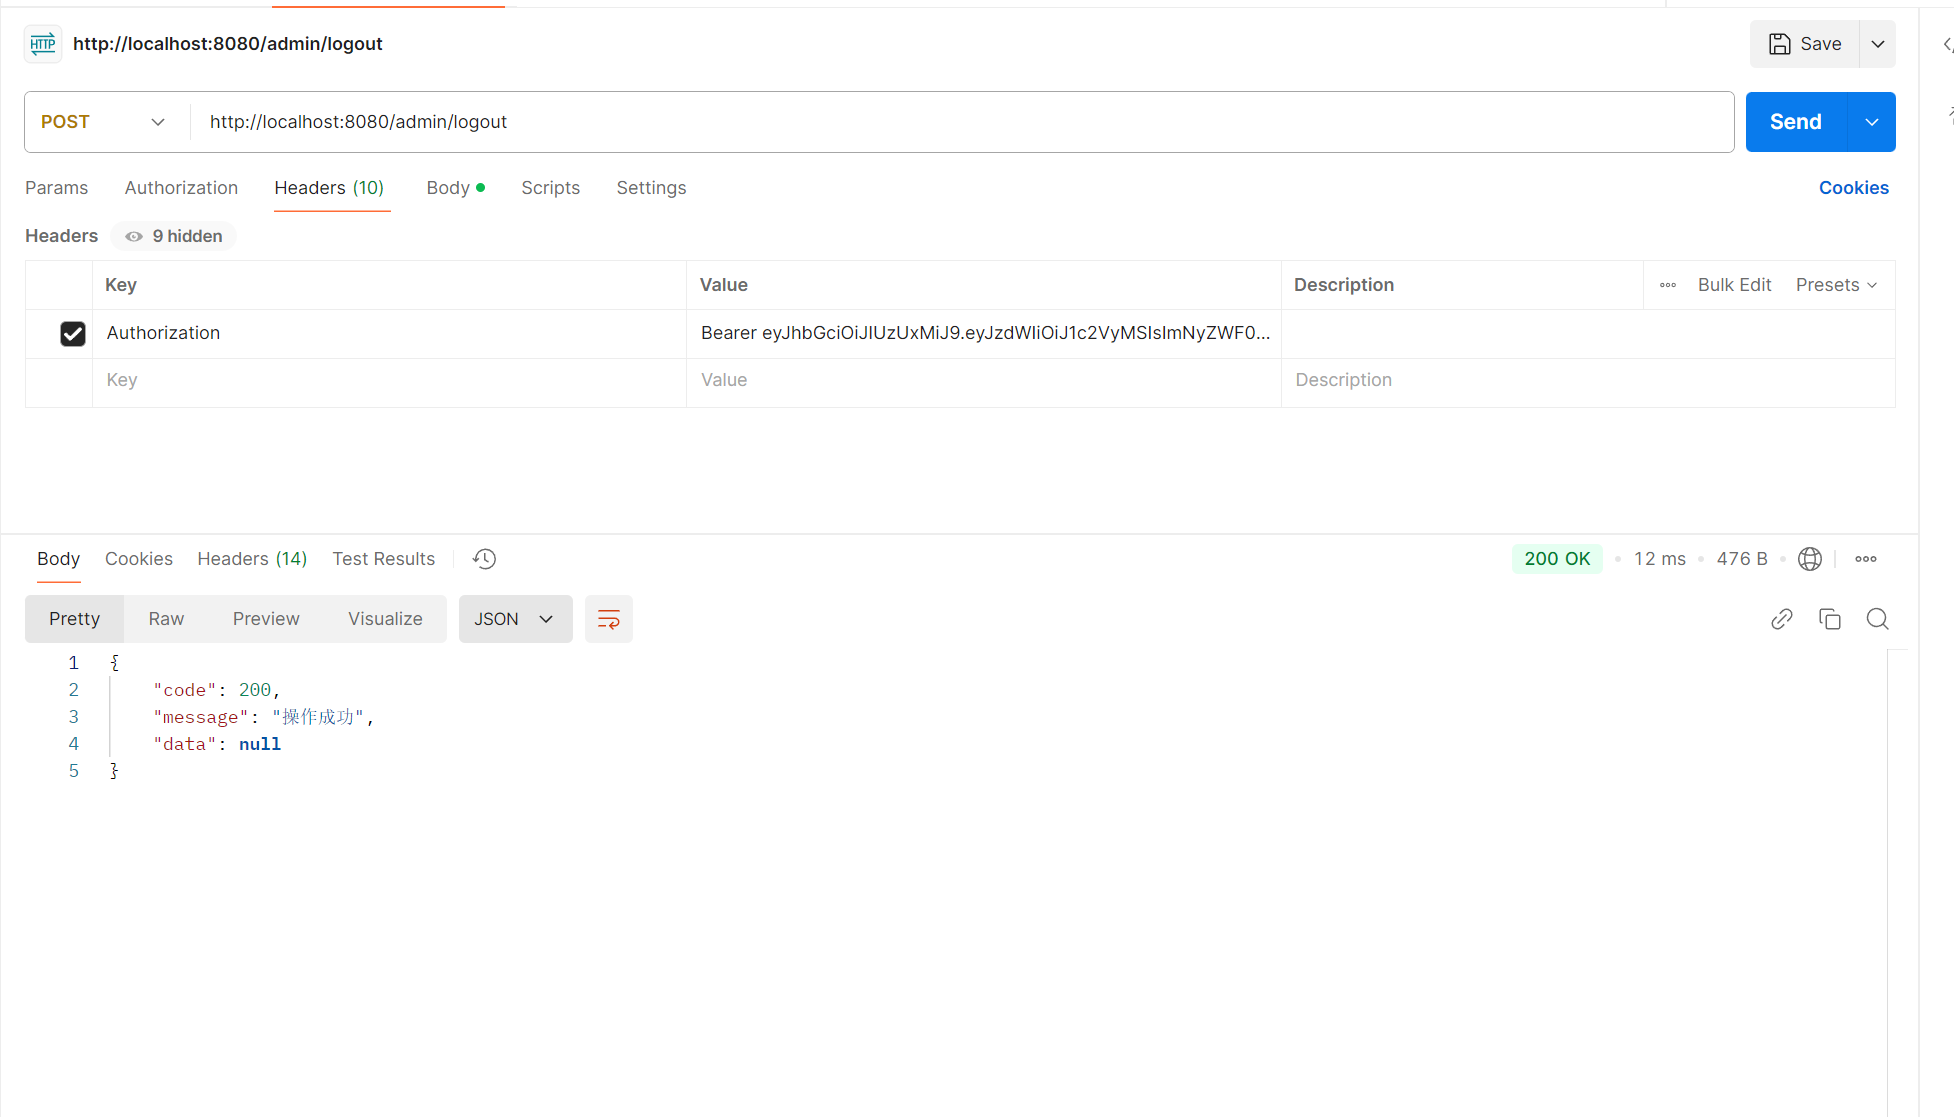 HTTP http://localhost:8080/admin/logout
Save
POST http://localhost:8080/admin/logout
Send
Params Authorization Headers (10) Body Scripts Settings Cookies
Headers 9 hidden
Key Value Description Bulk Edit Presets
Authorization Bearer eyJhbGciOiJIUzUxMiJ9.eyJzdWIiOiJ1c2VyMSIsImNyZWF0...
Key Value Description
Body Cookies Headers (14) Test Results 200 OK • 12 ms • 476 B
Pretty Raw Preview Visualize JSON
1 {
2 "code": 200,
3 "message": "操作成功",
4 "data": null
5 }